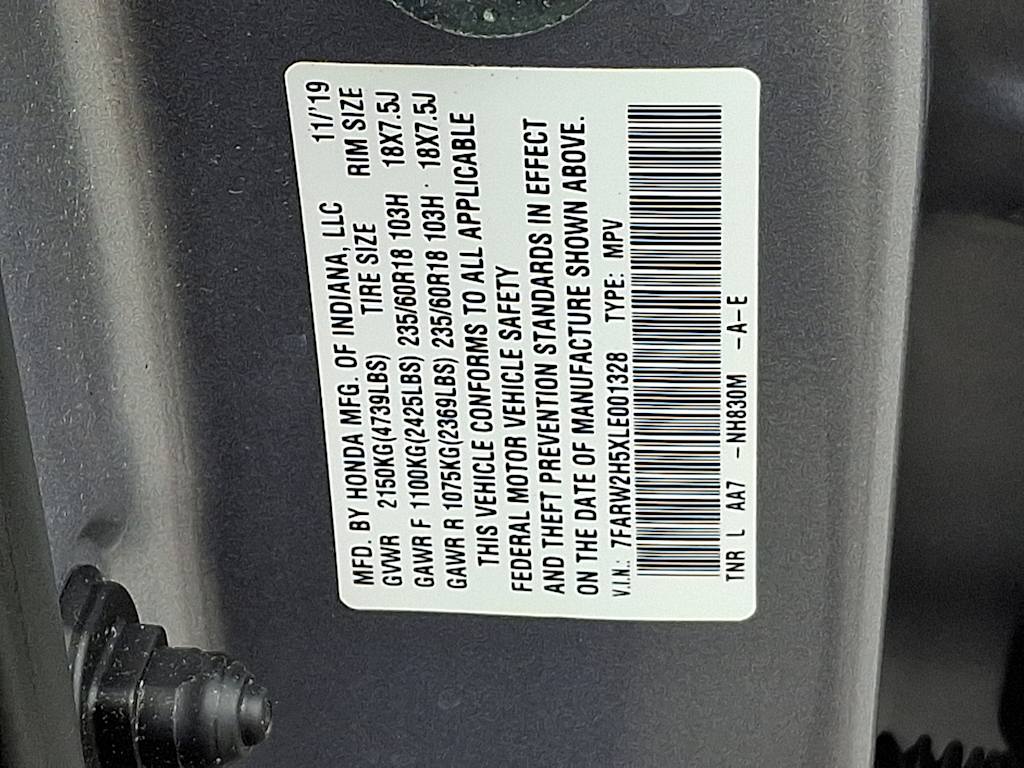 MFD. BY HONDA MFG. OF INDIANA, LLC 11/'19
GVWR 2150KG(4739LBS) TIRE SIZE RIM SIZE
GAWR F 1100KG(2425LBS) 235/60R18 103H 18X7.5J
GAWR R 1075KG(2369LBS) 235/60R18 103H 18X7.5J
THIS VEHICLE CONFORMS TO ALL APPLICABLE
FEDERAL MOTOR VEHICLE SAFETY
AND THEFT PREVENTION STANDARDS IN EFFECT
ON THE DATE OF MANUFACTURE SHOWN ABOVE.
V.I.N.: 7FARW2H5XLE001328 TYPE: MPV
TNR L AA7 -NH830M -A-E